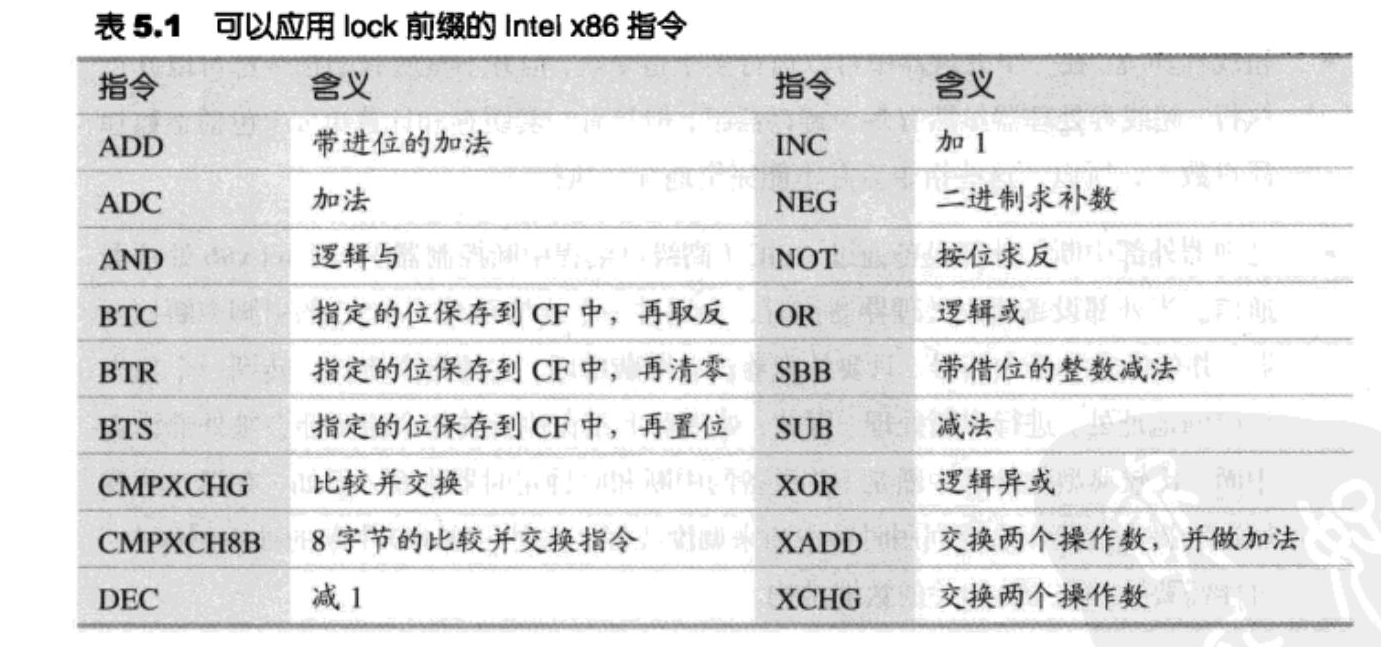 表 5.1 可以应用 lock 前缀的 Intel x86 指令
指令 含义 指令 含义
ADD 带进位的加法 INC 加 1
ADC 加法 NEG 二进制求补数
AND 逻辑与 NOT 按位求反
BTC 指定的位保存到 CF 中，再取反 OR 逻辑或
BTR 指定的位保存到 CF 中，再清零 SBB 带借位的整数减法
BTS 指定的位保存到 CF 中，再置位 SUB 减法
CMPXCHG 比较并交换 XOR 逻辑异或
CMPXCH8B 8 字节的比较并交换指令 XADD 交换两个操作数，并做加法
DEC 减 1 XCHG 交换两个操作数